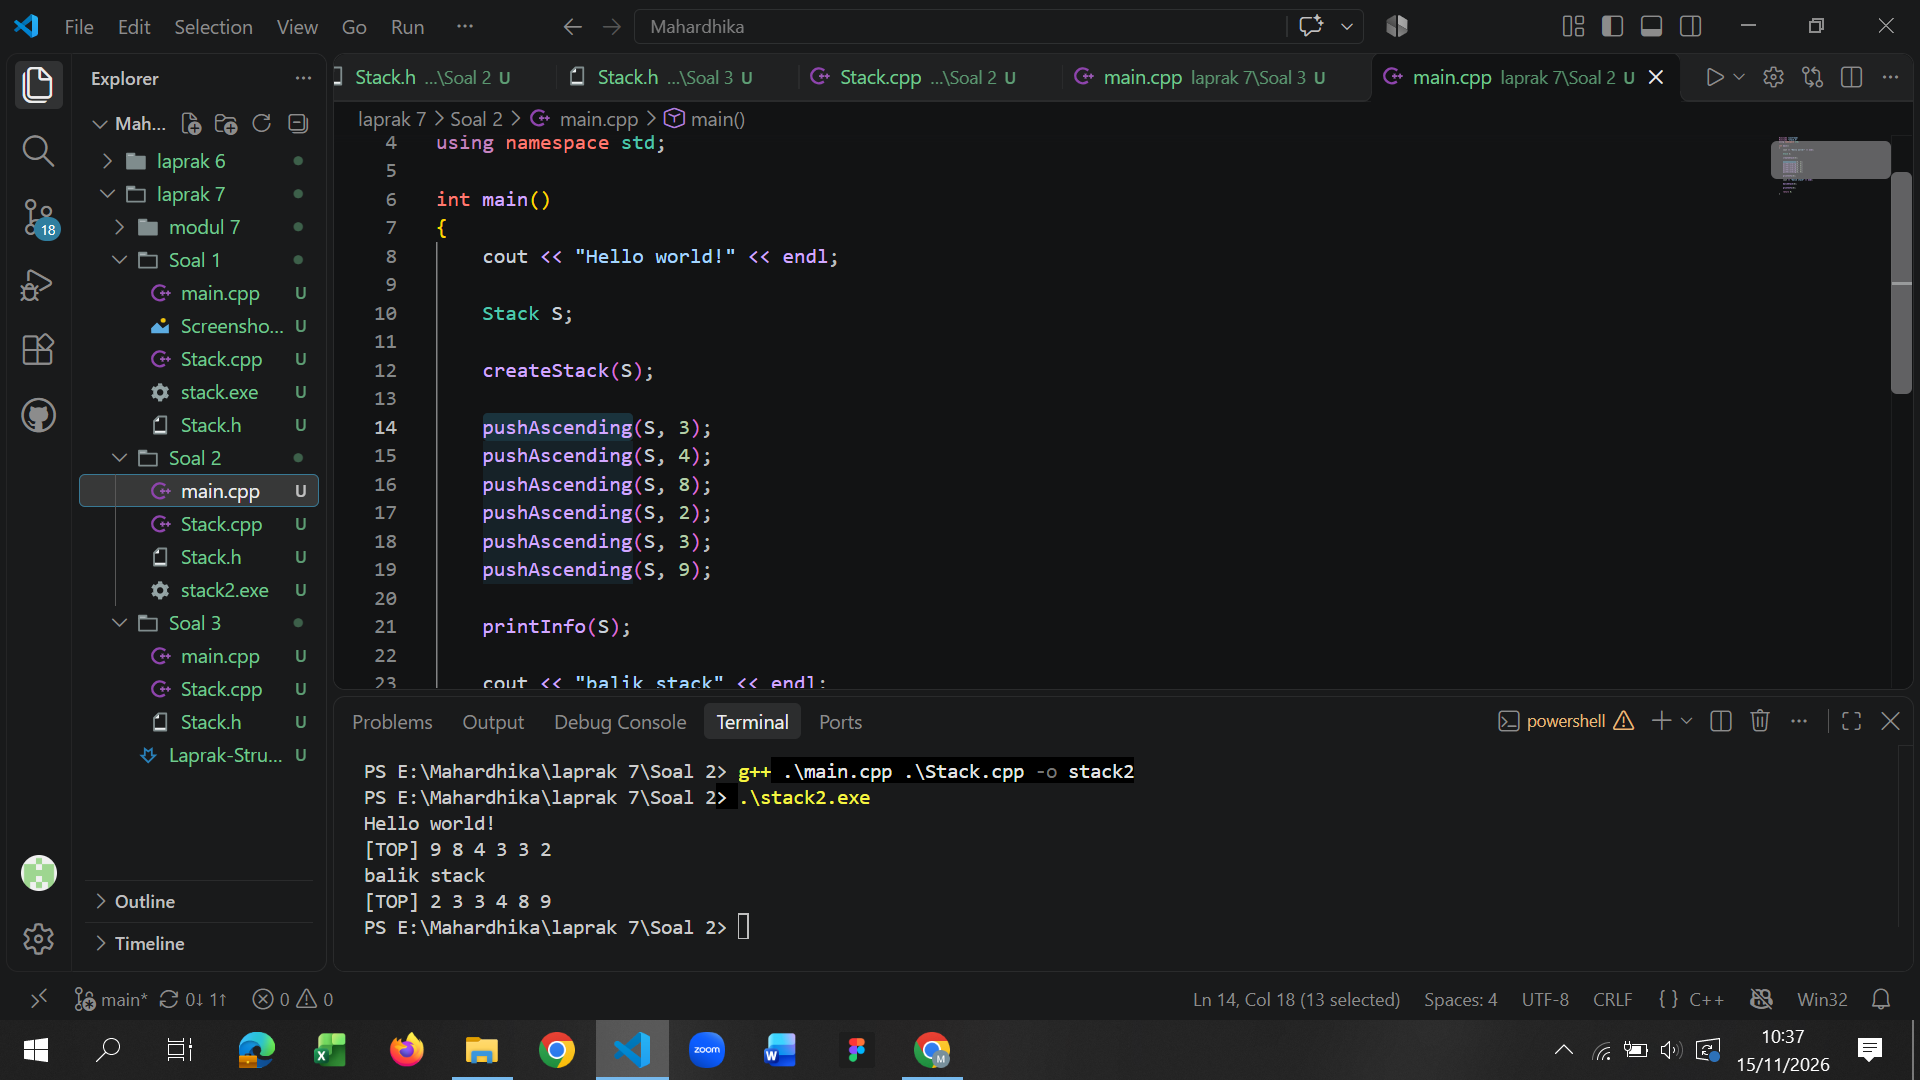 File Edit Selection View Go Run ··· Mahardhika
Explorer ···
Stack.h ...\Soal 2 U
Stack.h ...\Soal 3 U
Stack.cpp ...\Soal 2 U
main.cpp laprak 7\Soal 3 U
main.cpp laprak 7\Soal 2 U
laprak 7 > Soal 2 > main.cpp > main()
Mah...
laprak 6
laprak 7
modul 7
Soal 1
main.cpp U
Screensho... U
Stack.cpp U
stack.exe U
Stack.h U
Soal 2
main.cpp U
Stack.cpp U
Stack.h U
stack2.exe U
Soal 3
main.cpp U
Stack.cpp U
Stack.h U
Laprak-Stru... U
Outline
Timeline
18
4 using namespace std;
5
6 int main()
7 {
8 cout << "Hello world!" << endl;
9
10 Stack S;
11
12 createStack(S);
13
14 pushAscending(S, 3);
15 pushAscending(S, 4);
16 pushAscending(S, 8);
17 pushAscending(S, 2);
18 pushAscending(S, 3);
19 pushAscending(S, 9);
20
21 printInfo(S);
22
23 cout << "balik stack" << endl;
Problems Output Debug Console Terminal Ports powershell
PS E:\Mahardhika\laprak 7\Soal 2> g++ .\main.cpp .\Stack.cpp -o stack2
PS E:\Mahardhika\laprak 7\Soal 2> .\stack2.exe
Hello world!
[TOP] 9 8 4 3 3 2
balik stack
[TOP] 2 3 3 4 8 9
PS E:\Mahardhika\laprak 7\Soal 2>
main* 0↓ 1↑ 0 0 Ln 14, Col 18 (13 selected) Spaces: 4 UTF-8 CRLF { } C++ Win32
zoom
M
10:37
15/11/2026